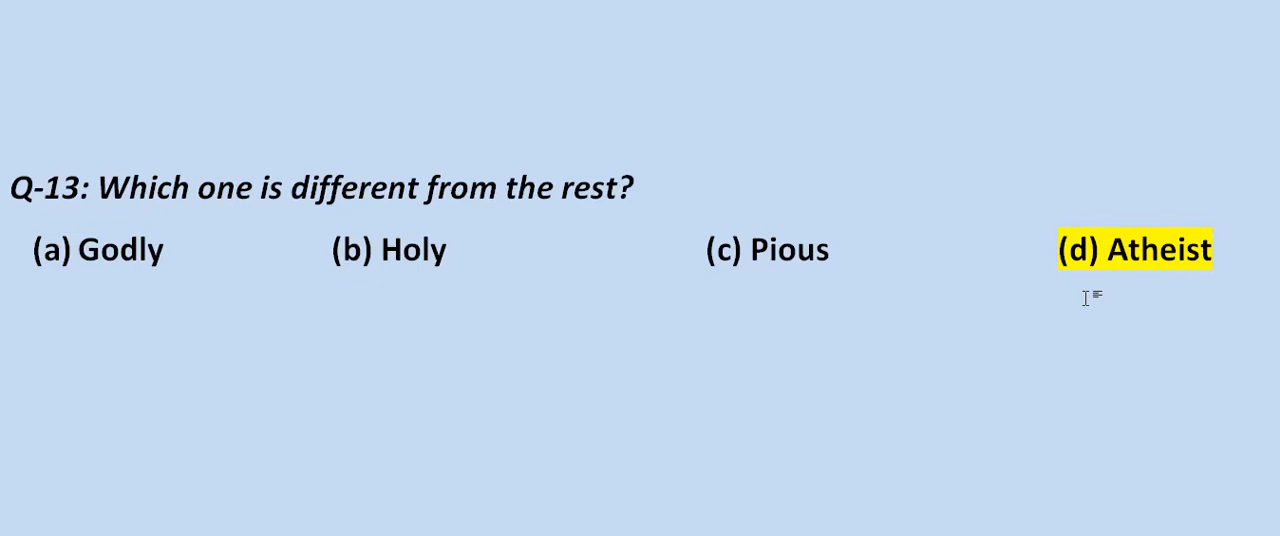 Q-13: Which one is different from the rest?
(a) Godly (b) Holy (c) Pious (d) Atheist